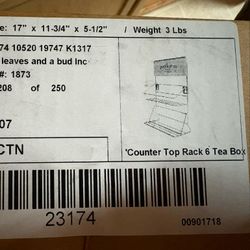 e: 17" x 11-3/4" x 5-1/2" / Weight 3 Lbs
74 10520 19747 K1317
leaves and a bud Inc
#: 1873
208 of 250
07
CTN
'Counter Top Rack 6 Tea Box
23174
00901718